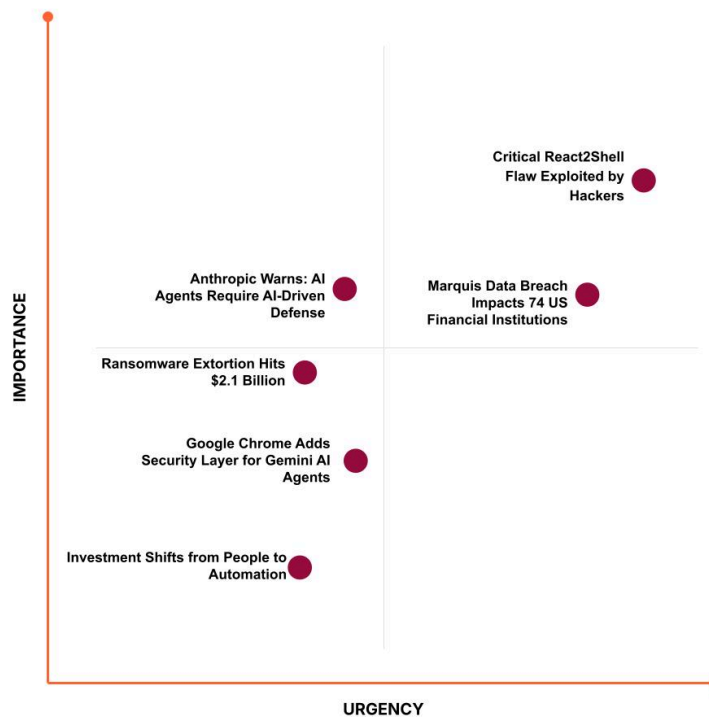 Critical React2Shell
Flaw Exploited by
Hackers
Anthropic Warns: AI
Agents Require AI-Driven
Defense
Marquis Data Breach
Impacts 74 US
Financial Institutions
IMPORTANCE
Ransomware Extortion Hits
$2.1 Billion
Google Chrome Adds
Security Layer for Gemini AI
Agents
Investment Shifts from People to
Automation
URGENCY